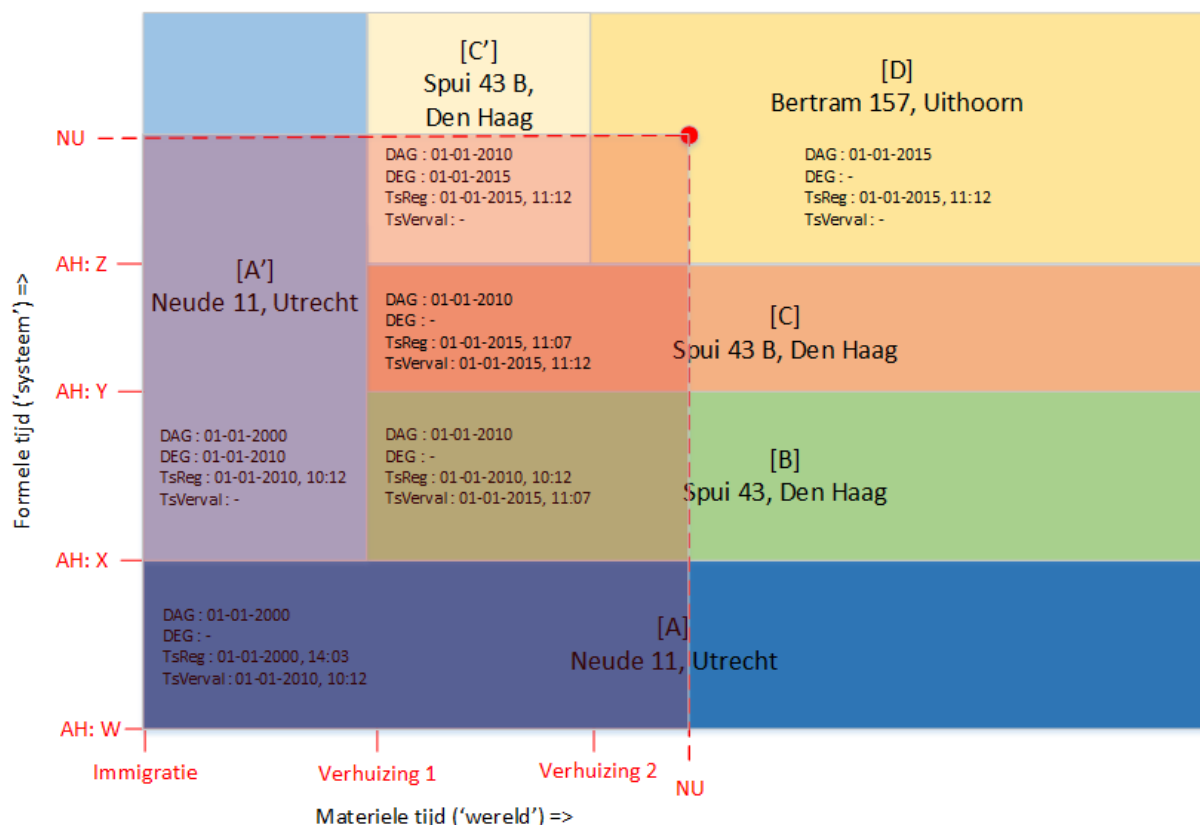 [C’]
Spui 43 B,
Den Haag
[D]
Bertram 157, Uithoorn
NU
DAG : 01-01-2010
DEG : 01-01-2015
TsReg : 01-01-2015, 11:12
TsVerval : -
DAG : 01-01-2015
DEG : -
TsReg : 01-01-2015, 11:12
TsVerval : -
AH: Z
[A’]
Neude 11, Utrecht
DAG : 01-01-2010
DEG : -
TsReg : 01-01-2015, 11:07
TsVerval : 01-01-2015, 11:12
[C]
Spui 43 B, Den Haag
AH: Y
DAG : 01-01-2000
DEG : 01-01-2010
TsReg : 01-01-2010, 10:12
TsVerval : -
DAG : 01-01-2010
DEG : -
TsReg : 01-01-2010, 10:12
TsVerval : 01-01-2015, 11:07
[B]
Spui 43, Den Haag
AH: X
DAG : 01-01-2000
DEG : -
TsReg : 01-01-2000, 14:03
TsVerval : 01-01-2010, 10:12
[A]
Neude 11, Utrecht
AH: W
Formele tijd (‘systeem’) =>
Immigratie
Verhuizing 1
Verhuizing 2
NU
Materiele tijd (‘wereld’) =>